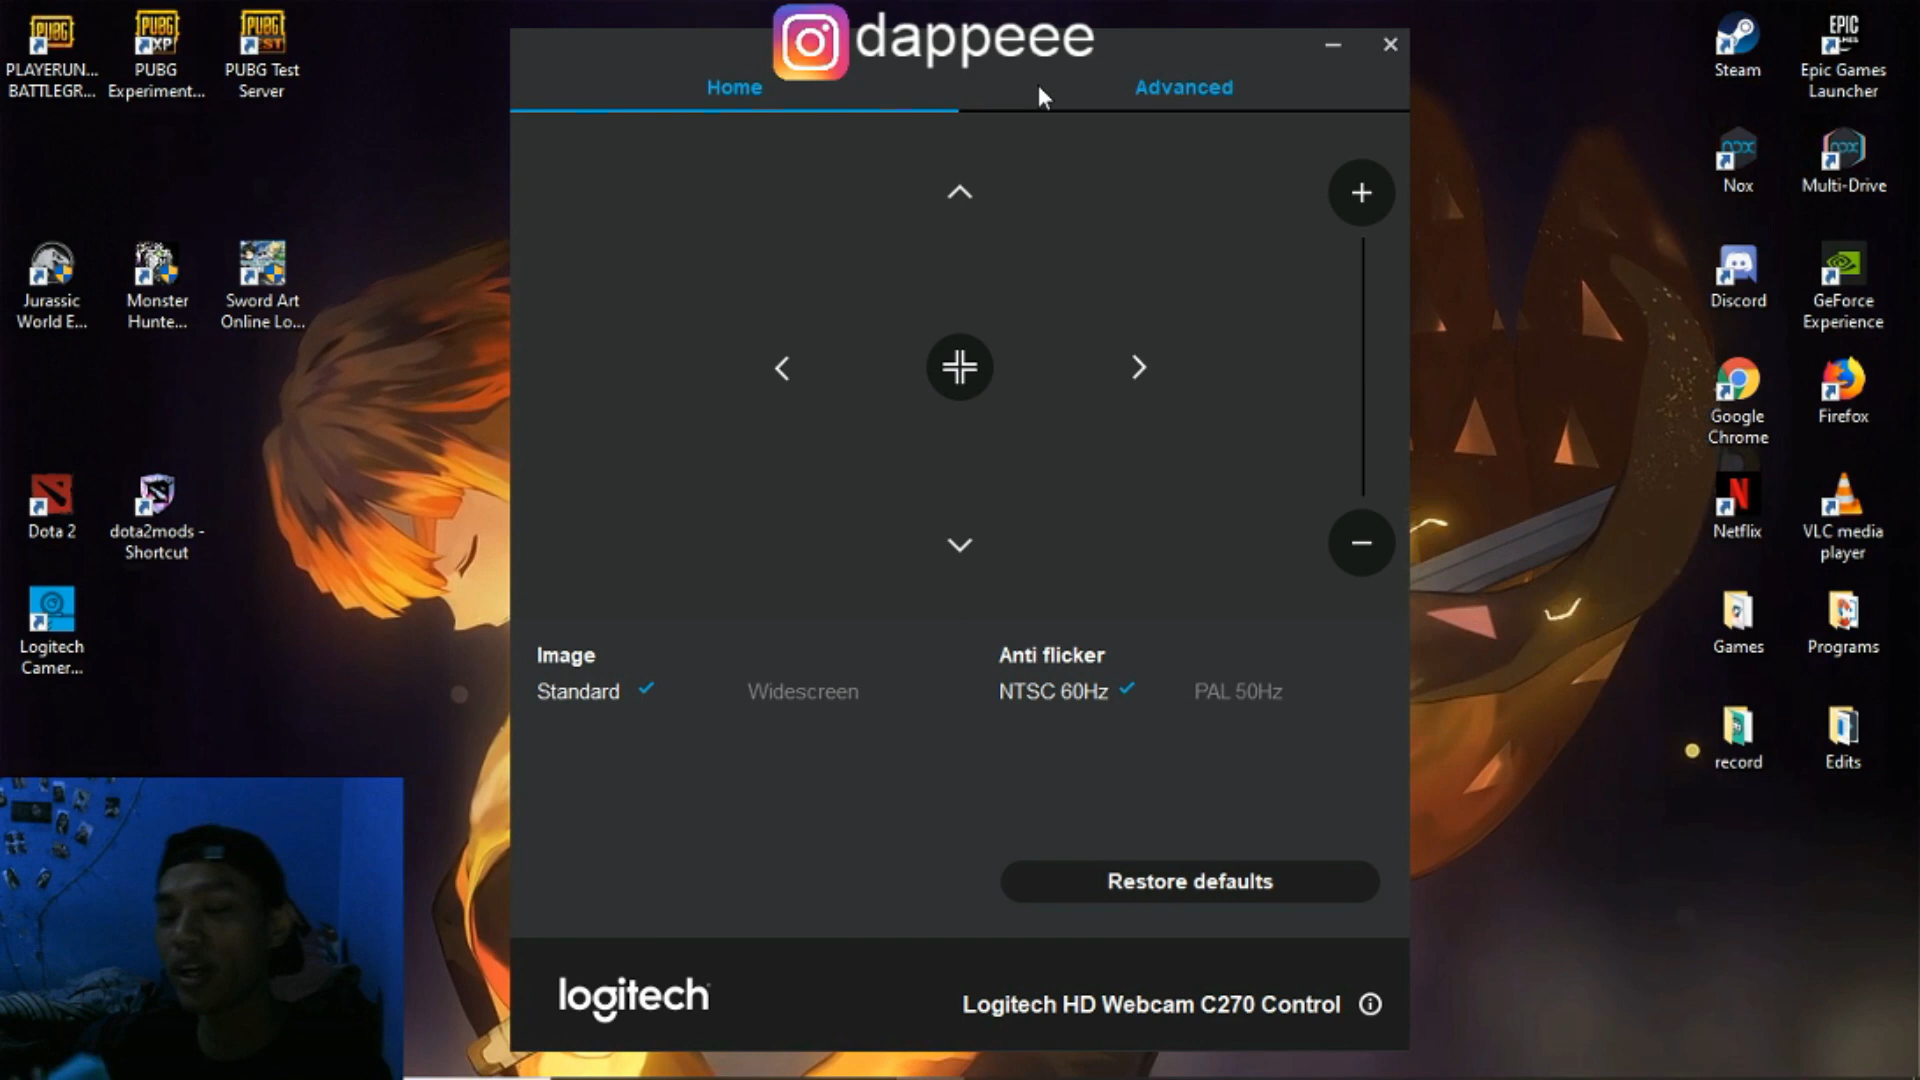 dappeee
Home
Advanced
PLAYERUN...
BATTLEGR...
PUBG
Experiment...
PUBG Test
Server
Jurassic
World E...
Monster
Hunte...
Sword Art
Online Lo...
Dota 2
dota2mods -
Shortcut
Logitech
Camer...
Image
Standard
Widescreen
Anti flicker
NTSC 60Hz
PAL 50Hz
Restore defaults
logitech
Logitech HD Webcam C270 Control
Steam
Epic Games
Launcher
Nox
Multi-Drive
Discord
GeForce
Experience
Google
Chrome
Firefox
Netflix
VLC media
player
Games
Programs
record
Edits